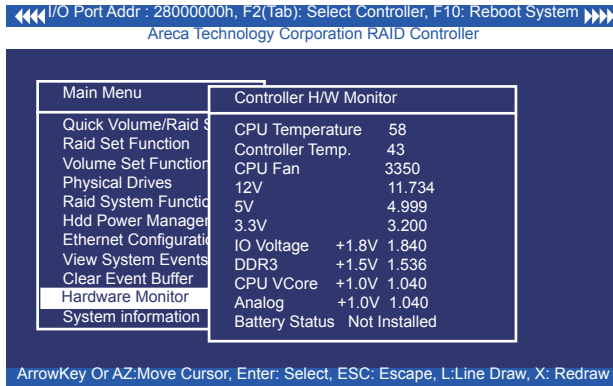 I/O Port Addr : 28000000h, F2(Tab): Select Controller, F10: Reboot System
Areca Technology Corporation RAID Controller
Main Menu
Quick Volume/Raid S
Raid Set Function
Volume Set Function
Physical Drives
Raid System Functio
Hdd Power Manager
Ethernet Configuratio
View System Events
Clear Event Buffer
Hardware Monitor
System information
Controller H/W Monitor
CPU Temperature 58
Controller Temp. 43
CPU Fan 3350
12V 11.734
5V 4.999
3.3V 3.200
IO Voltage +1.8V 1.840
DDR3 +1.5V 1.536
CPU VCore +1.0V 1.040
Analog +1.0V 1.040
Battery Status Not Installed
ArrowKey Or AZ:Move Cursor, Enter: Select, ESC: Escape, L:Line Draw, X: Redraw